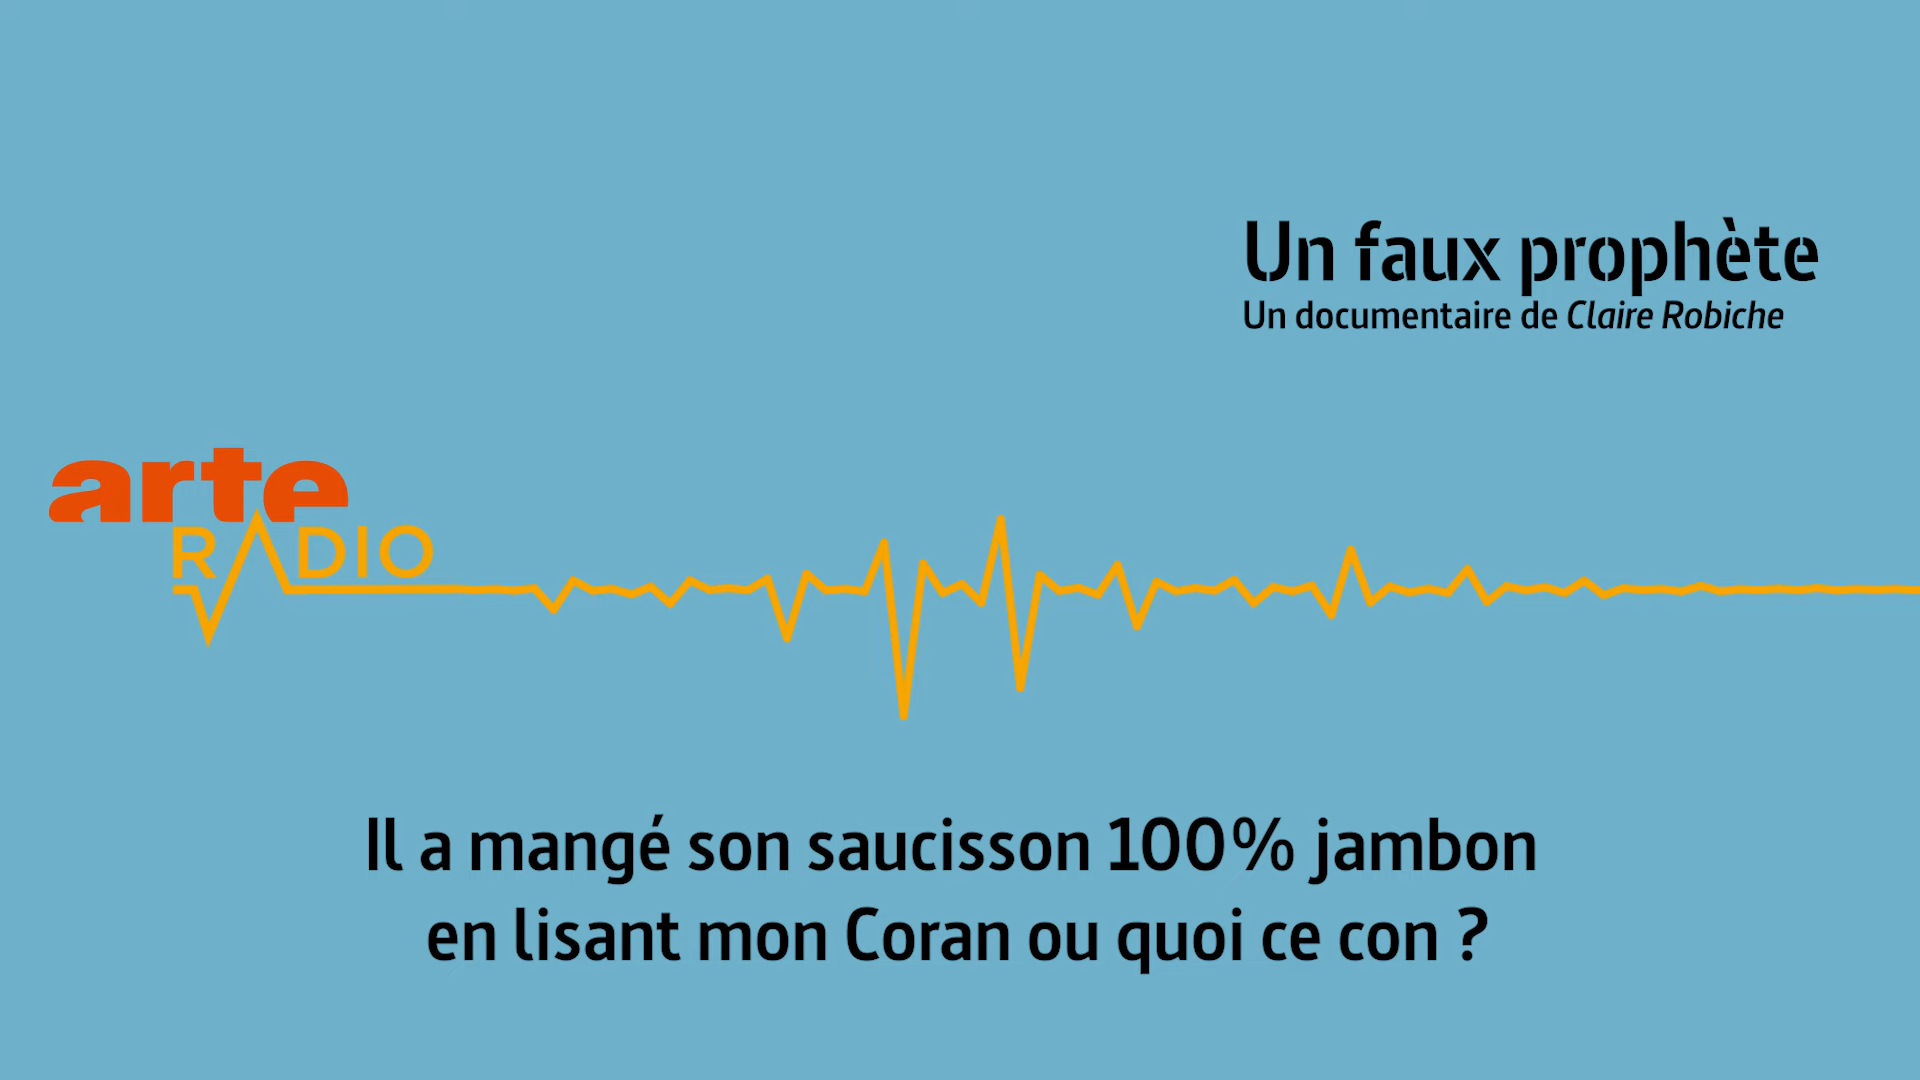 Un faux prophète
Un documentaire de Claire Robiche
arte
RADIO
Il a mangé son saucisson 100% jambon
en lisant mon Coran ou quoi ce con ?